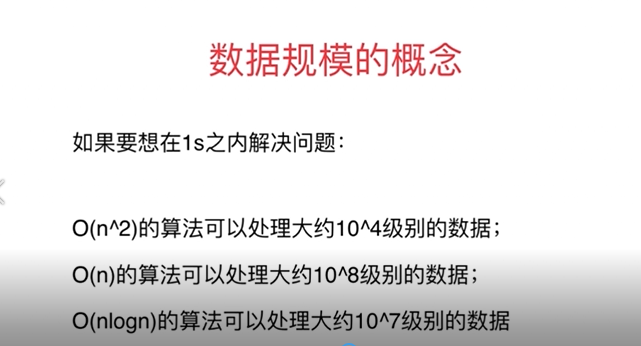 数据规模的概念
如果要想在1s之内解决问题：
O(n^2)的算法可以处理大约10^4级别的数据；
O(n)的算法可以处理大约10^8级别的数据；
O(nlogn)的算法可以处理大约10^7级别的数据